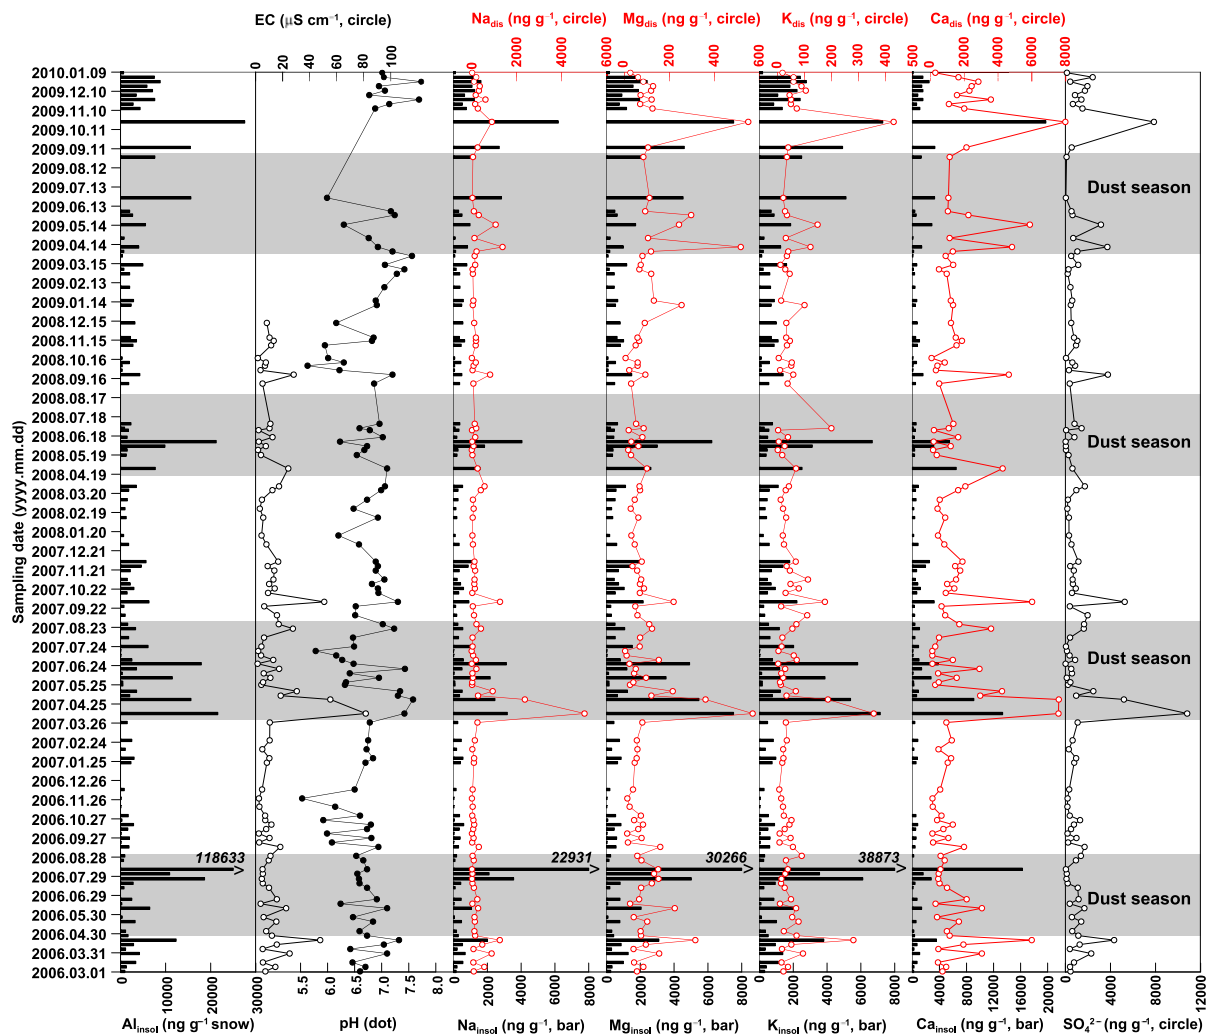 EC (μS cm⁻¹, circle)
Na_dis (ng g⁻¹, circle)
Mg_dis (ng g⁻¹, circle)
K_dis (ng g⁻¹, circle)
Ca_dis (ng g⁻¹, circle)
0 20 40 60 80 100
0 2000 4000 6000
0 200 400 600
0 100 200 300 400 500
0 2000 4000 6000 8000
Sampling date (yyyy.mm.dd)
2010.01.09
2009.12.10
2009.11.10
2009.10.11
2009.09.11
2009.08.12
2009.07.13
2009.06.13
2009.05.14
2009.04.14
2009.03.15
2009.02.13
2009.01.14
2008.12.15
2008.11.15
2008.10.16
2008.09.16
2008.08.17
2008.07.18
2008.06.18
2008.05.19
2008.04.19
2008.03.20
2008.02.19
2008.01.20
2007.12.21
2007.11.21
2007.10.22
2007.09.22
2007.08.23
2007.07.24
2007.06.24
2007.05.25
2007.04.25
2007.03.26
2007.02.24
2007.01.25
2006.12.26
2006.11.26
2006.10.27
2006.09.27
2006.08.28
2006.07.29
2006.06.29
2006.05.30
2006.04.30
2006.03.31
2006.03.01
Dust season
Dust season
Dust season
Dust season
118633 >
22931 >
30266 >
38873 >
0 100000 200000 30000
5.5 6.0 6.5 7.0 7.5 8.0
0 2000 4000 6000 8000
0 2000 4000 6000 8000
0 2000 4000 6000 8000
0 4000 8000 12000 16000 20000
0 3000 6000 9000 12000
Al_insol (ng g⁻¹ snow)
pH (dot)
Na_insol (ng g⁻¹, bar)
Mg_insol (ng g⁻¹, bar)
K_insol (ng g⁻¹, bar)
Ca_insol (ng g⁻¹, bar)
SO₄²⁻ (ng g⁻¹, circle)